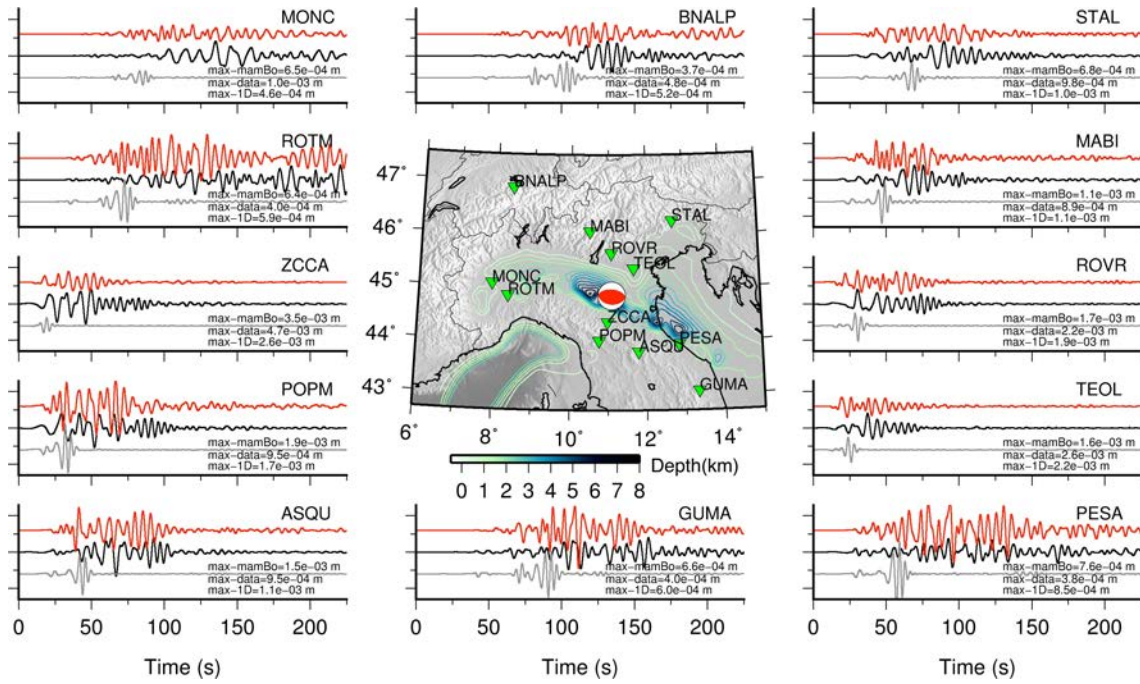 MONC
max-mamBo=6.5e-04 m
max-data=1.0e-03 m
max-1D=4.6e-04 m
BNALP
max-mamBo=3.7e-04 m
max-data=4.8e-04 m
max-1D=5.2e-04 m
STAL
max-mamBo=6.8e-04 m
max-data=9.8e-04 m
max-1D=1.0e-03 m
ROTM
max-mamBo=6.4e-04 m
max-data=4.0e-04 m
max-1D=5.9e-04 m
MABI
max-mamBo=1.1e-03 m
max-data=8.9e-04 m
max-1D=1.1e-03 m
ZCCA
max-mamBo=3.5e-03 m
max-data=4.7e-03 m
max-1D=2.6e-03 m
ROVR
max-mamBo=1.7e-03 m
max-data=2.2e-03 m
max-1D=1.9e-03 m
47°
46°
45°
44°
43°
6° 8° 10° 12° 14°
BNALP
STAL
MABI
ROVR
TEOL
MONC
ROTM
ZCCA
POPM
ASQU
PESA
GUMA
Depth(km)
0 1 2 3 4 5 6 7 8
POPM
max-mamBo=1.9e-03 m
max-data=9.5e-04 m
max-1D=1.7e-03 m
TEOL
max-mamBo=1.6e-03 m
max-data=2.6e-03 m
max-1D=2.2e-03 m
ASQU
max-mamBo=1.5e-03 m
max-data=9.5e-04 m
max-1D=1.1e-03 m
GUMA
max-mamBo=6.6e-04 m
max-data=4.0e-04 m
max-1D=6.0e-04 m
PESA
max-mamBo=7.6e-04 m
max-data=3.8e-04 m
max-1D=8.5e-04 m
0 50 100 150 200
0 50 100 150 200
0 50 100 150 200
Time (s)
Time (s)
Time (s)